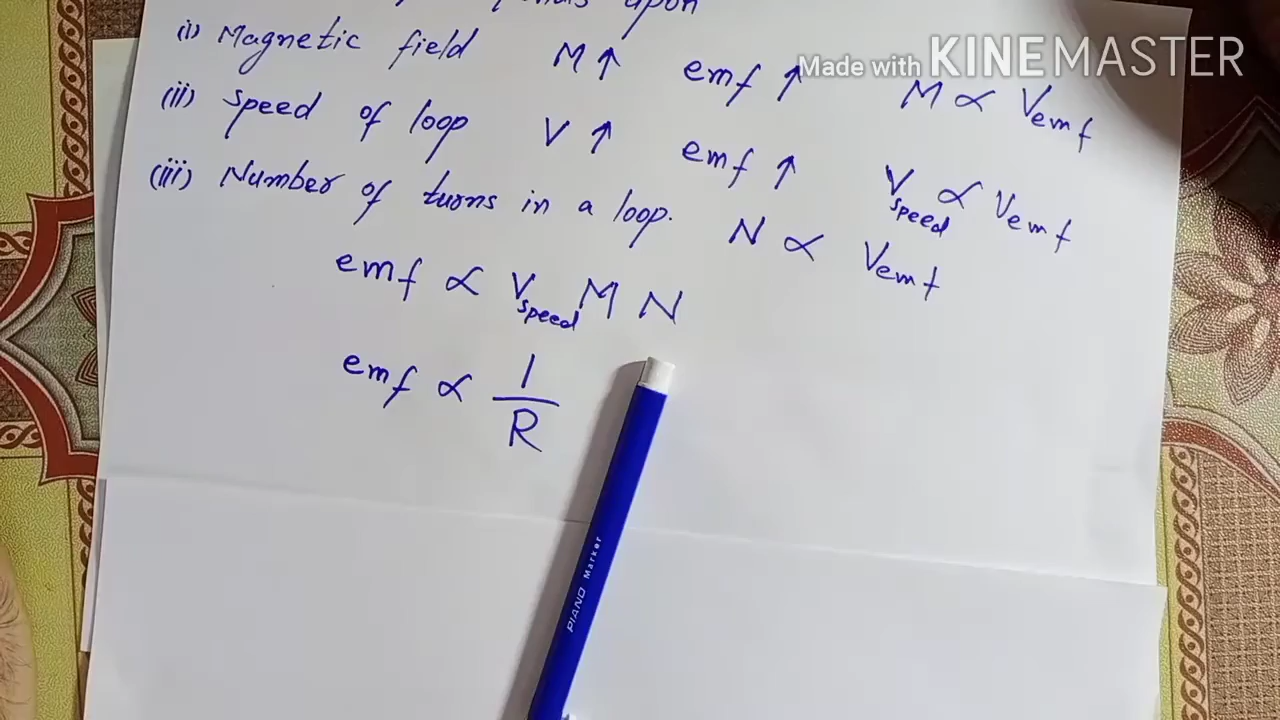 upon
(i) Magnetic field M↑ emf ↑ M ∝ Vemf
(ii) Speed of loop V ↑ emf ↑ Vspeed ∝ Vemf
(iii) Number of turns in a loop. N ∝ Vemf
emf ∝ Vspeed M N
emf ∝ 1/R
Made with KINEMASTER
PIANO Marker